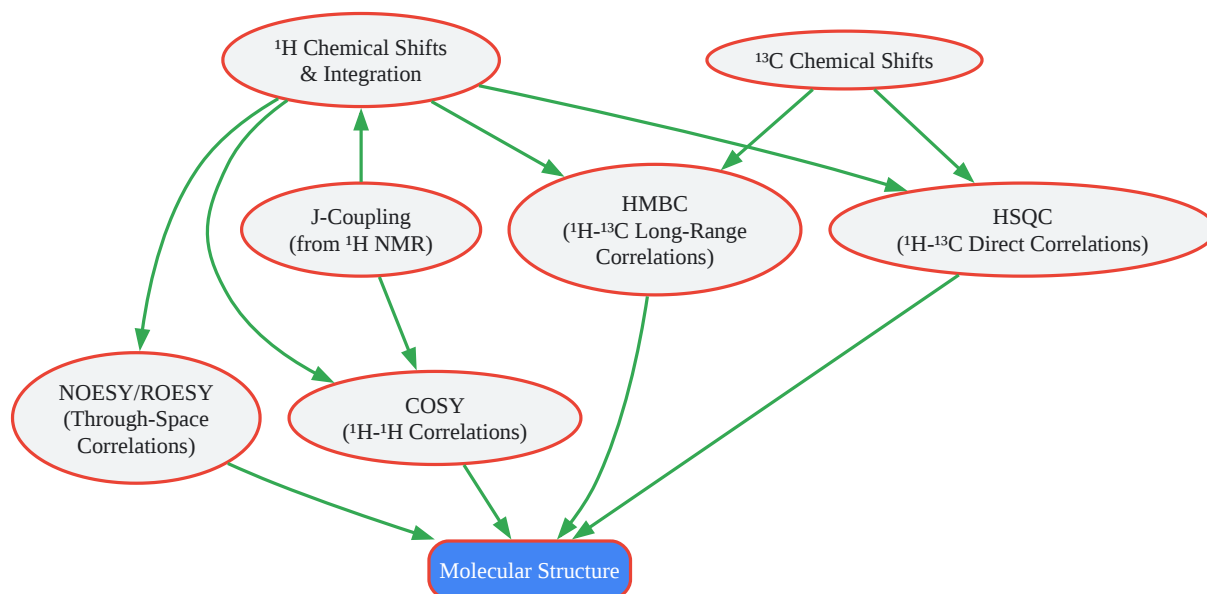 ¹H Chemical Shifts
& Integration
¹³C Chemical Shifts
J-Coupling
(from ¹H NMR)
HMBC
(¹H-¹³C Long-Range
Correlations)
HSQC
(¹H-¹³C Direct Correlations)
NOESY/ROESY
(Through-Space
Correlations)
COSY
(¹H-¹H Correlations)
Molecular Structure